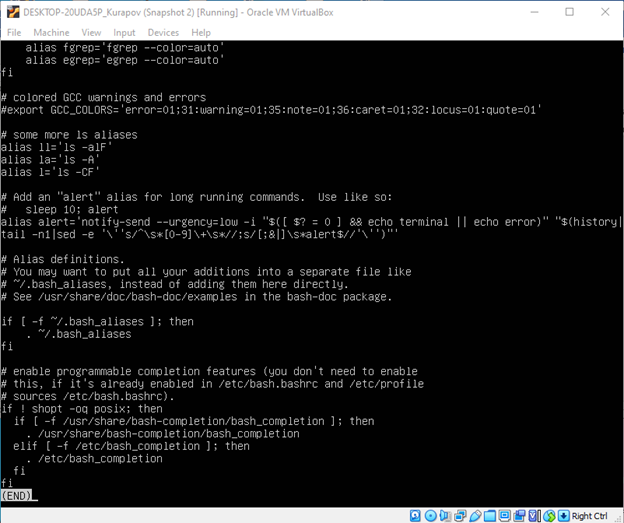 DESKTOP-20UDA5P_Kurapov (Snapshot 2) [Running] - Oracle VM VirtualBox
File Machine View Input Devices Help
    alias fgrep='fgrep --color=auto'
    alias egrep='egrep --color=auto'
fi
# colored GCC warnings and errors
#export GCC_COLORS='error=01;31:warning=01;35:note=01;36:caret=01;32:locus=01:quote=01'
# some more ls aliases
alias ll='ls -alF'
alias la='ls -A'
alias l='ls -CF'
# Add an "alert" alias for long running commands.  Use like so:
#   sleep 10; alert
alias alert='notify-send --urgency=low -i "$([ $? = 0 ] && echo terminal || echo error)" "$(history|
tail -n1|sed -e '\''s/^\s*[0-9]\+\s*//;s/[;&|]\s*alert$//'\'')"'
# Alias definitions.
# You may want to put all your additions into a separate file like
# ~/.bash_aliases, instead of adding them here directly.
# See /usr/share/doc/bash-doc/examples in the bash-doc package.
if [ -f ~/.bash_aliases ]; then
    . ~/.bash_aliases
fi
# enable programmable completion features (you don't need to enable
# this, if it's already enabled in /etc/bash.bashrc and /etc/profile
# sources /etc/bash.bashrc).
if ! shopt -oq posix; then
  if [ -f /usr/share/bash-completion/bash_completion ]; then
    . /usr/share/bash-completion/bash_completion
  elif [ -f /etc/bash_completion ]; then
    . /etc/bash_completion
  fi
fi
(END)
Right Ctrl